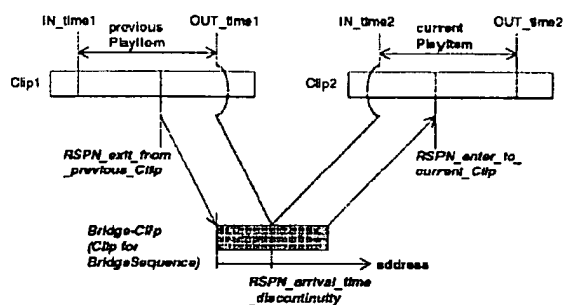 IN_time1
previous
PlayItem
OUT_time1
IN_time2
current
PlayItem
OUT_time2
Clip1
Clip2
RSPN_exit_from
_previous_Clip
RSPN_enter_to_
current_Clip
Bridge-Clip
(Clip for
BridgeSequence)
address
RSPN_arrival_time
_discontinuity